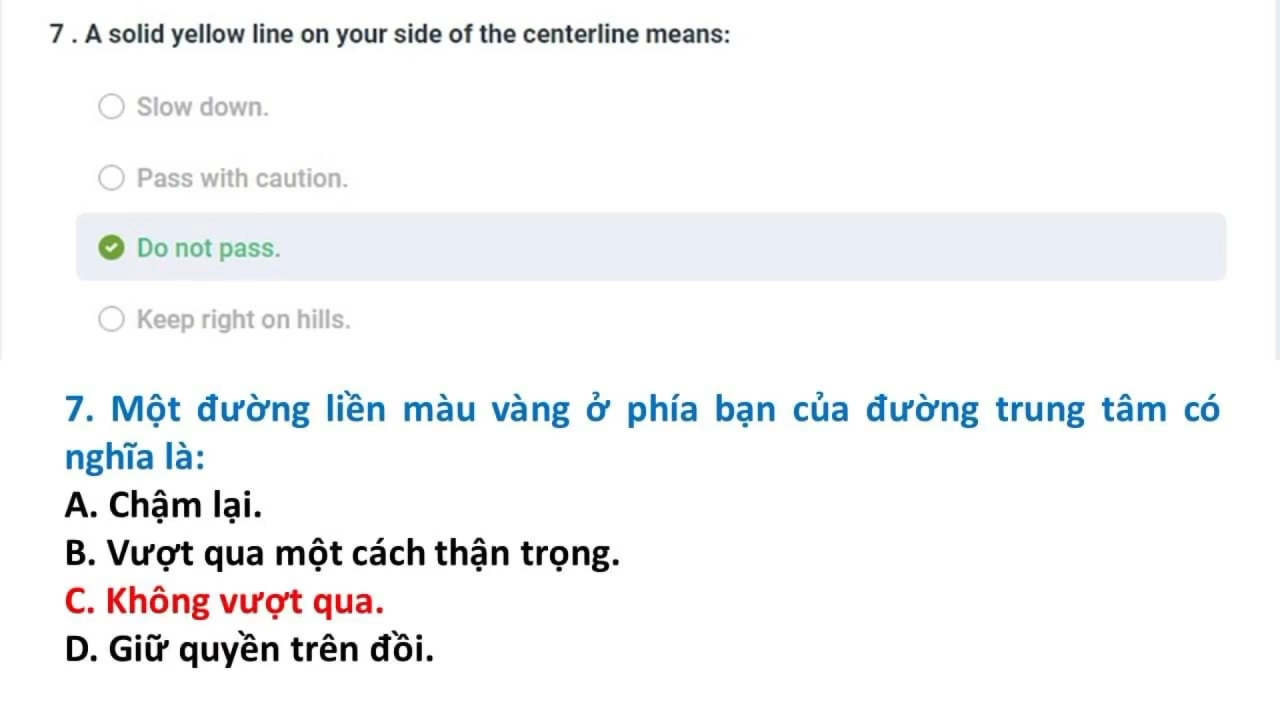 7 . A solid yellow line on your side of the centerline means:
Slow down.
Pass with caution.
Do not pass.
Keep right on hills.
7. Một đường liền màu vàng ở phía bạn của đường trung tâm có
nghĩa là:
A. Chậm lại.
B. Vượt qua một cách thận trọng.
C. Không vượt qua.
D. Giữ quyền trên đồi.